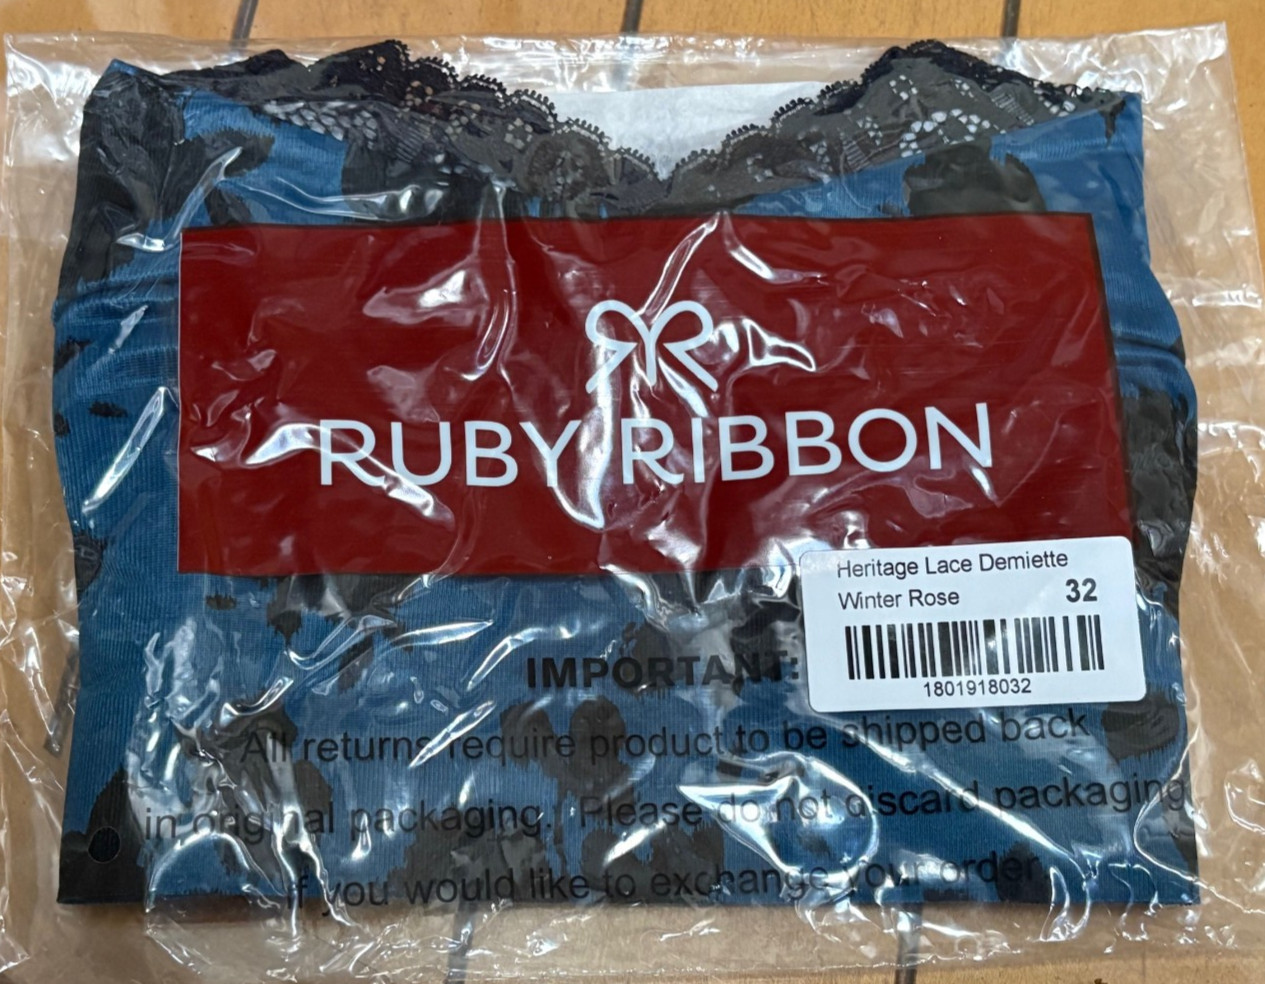 RUBY RIBBON
Heritage Lace Demiette
Winter Rose 32
1801918032
IMPORTANT:
All returns require product to be shipped back
in original packaging. Please do not discard packaging
if you would like to exchange your order.